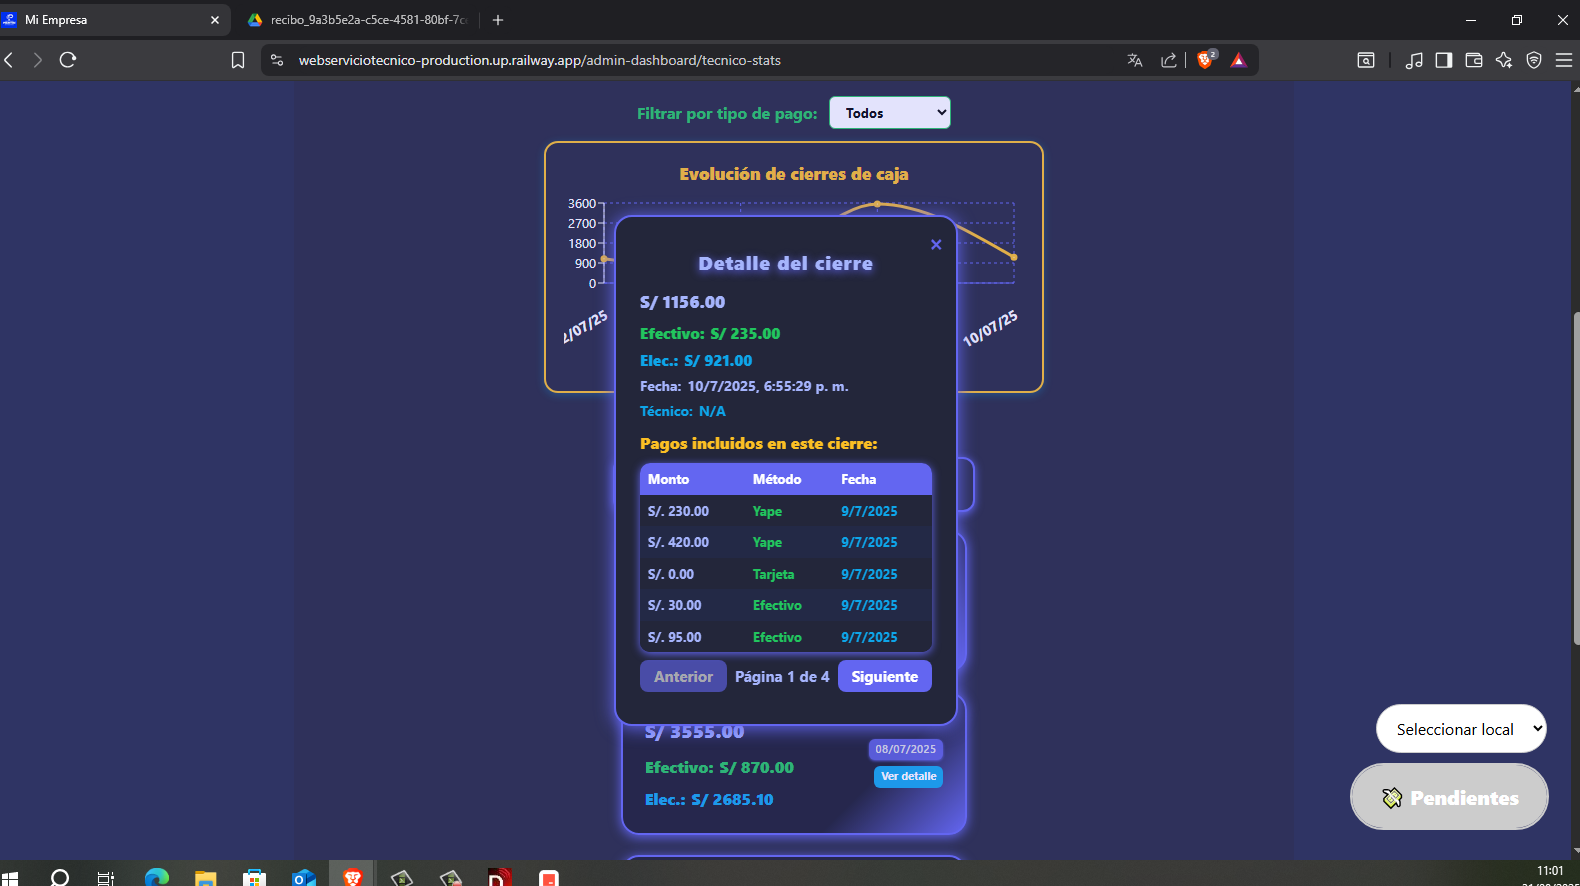 Mi Empresa
recibo_9a3b5e2a-c5ce-4581-80bf-7c
webserviciotecnico-production.up.railway.app/admin-dashboard/tecnico-stats
2
Filtrar por tipo de pago: Todos
Evolución de cierres de caja
3600
2700
1800
900
0
2/07/25
10/07/25
Detalle del cierre
S/ 1156.00
Efectivo: S/ 235.00
Elec.: S/ 921.00
Fecha: 10/7/2025, 6:55:29 p. m.
Técnico: N/A
Pagos incluidos en este cierre:
Monto Método Fecha
S/. 230.00 Yape 9/7/2025
S/. 420.00 Yape 9/7/2025
S/. 0.00 Tarjeta 9/7/2025
S/. 30.00 Efectivo 9/7/2025
S/. 95.00 Efectivo 9/7/2025
Anterior Página 1 de 4 Siguiente
S/ 3555.00
08/07/2025
Efectivo: S/ 870.00
Ver detalle
Elec.: S/ 2685.10
Seleccionar local
Pendientes
11:01